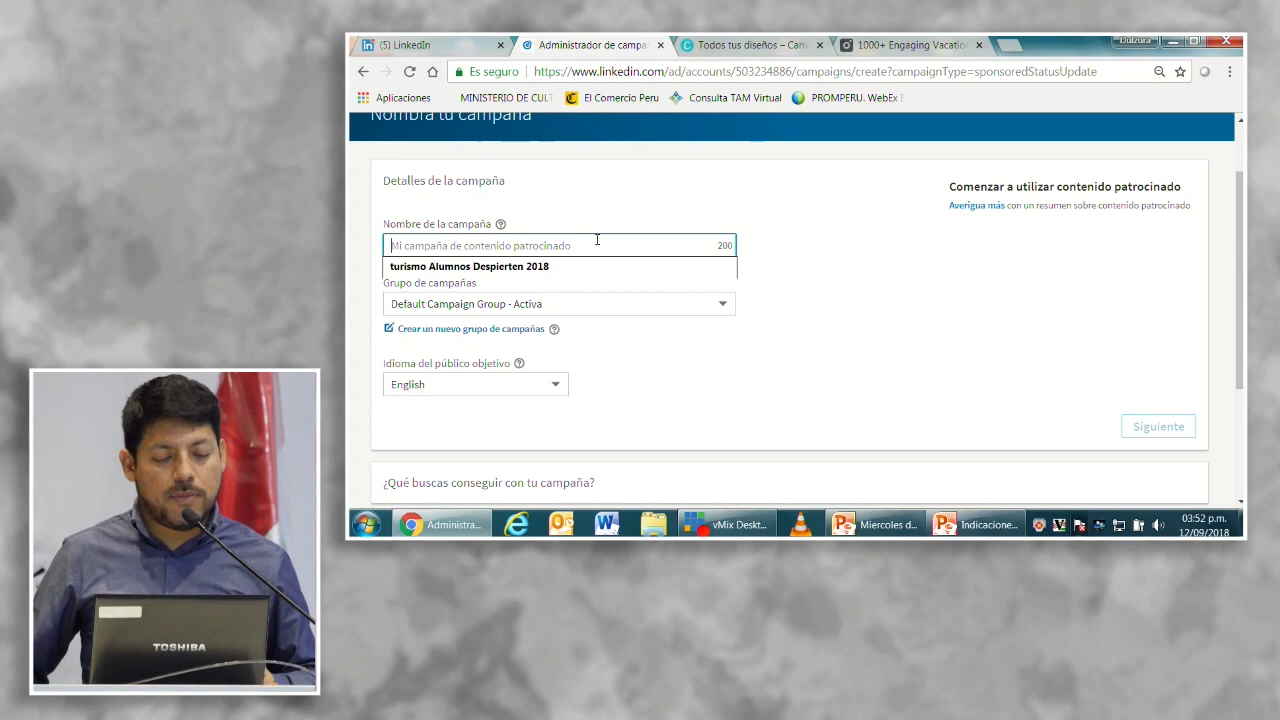 (5) LinkedIn
Administrador de campa
Todos tus diseños – Can
1000+ Engaging Vacation
Dulzura
Es seguro
https://www.linkedin.com/ad/accounts/503234886/campaigns/create?campaignType=sponsoredStatusUpdate
Aplicaciones
MINISTERIO DE CULT
El Comercio Peru
Consulta TAM Virtual
PROMPERU. WebEx E
Nombra tu campaña
Detalles de la campaña
Comenzar a utilizar contenido patrocinado
Averigua más con un resumen sobre contenido patrocinado
Nombre de la campaña
Mi campaña de contenido patrocinado
200
turismo Alumnos Despierten 2018
Grupo de campañas
Default Campaign Group - Activa
Crear un nuevo grupo de campañas
Idioma del público objetivo
English
Siguiente
¿Qué buscas conseguir con tu campaña?
Administra...
vMix Deskt...
Miercoles d...
Indicacione...
03:52 p.m.
12/09/2018
TOSHIBA